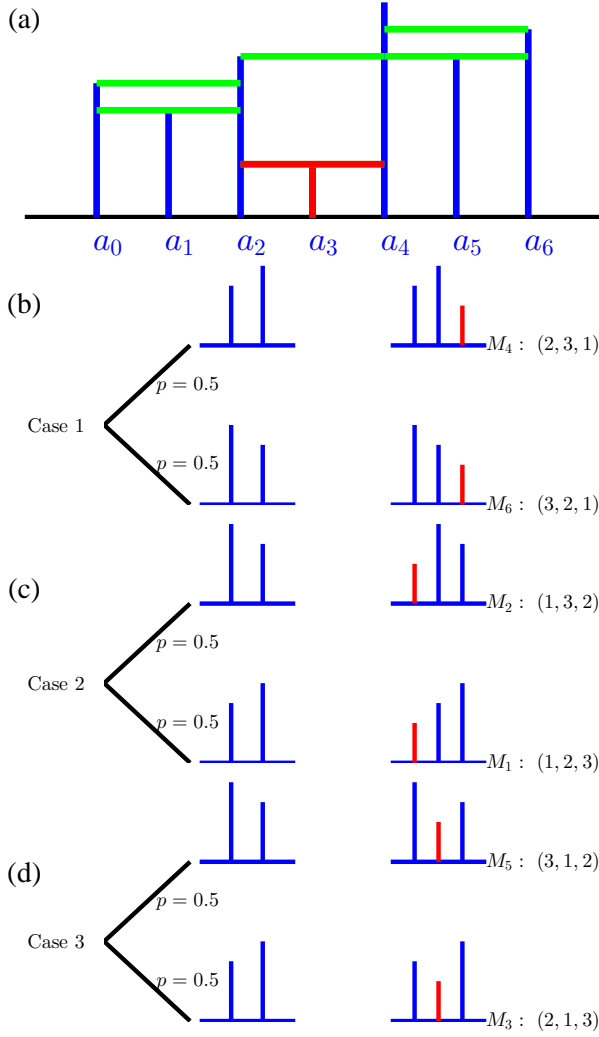 (a)
a₀ a₁ a₂ a₃ a₄ a₅ a₆
(b)
M₄ : (2, 3, 1)
p = 0.5
Case 1
p = 0.5
M₆ : (3, 2, 1)
(c)
M₂ : (1, 3, 2)
p = 0.5
Case 2
p = 0.5
M₁ : (1, 2, 3)
M₅ : (3, 1, 2)
(d)
p = 0.5
Case 3
p = 0.5
M₃ : (2, 1, 3)